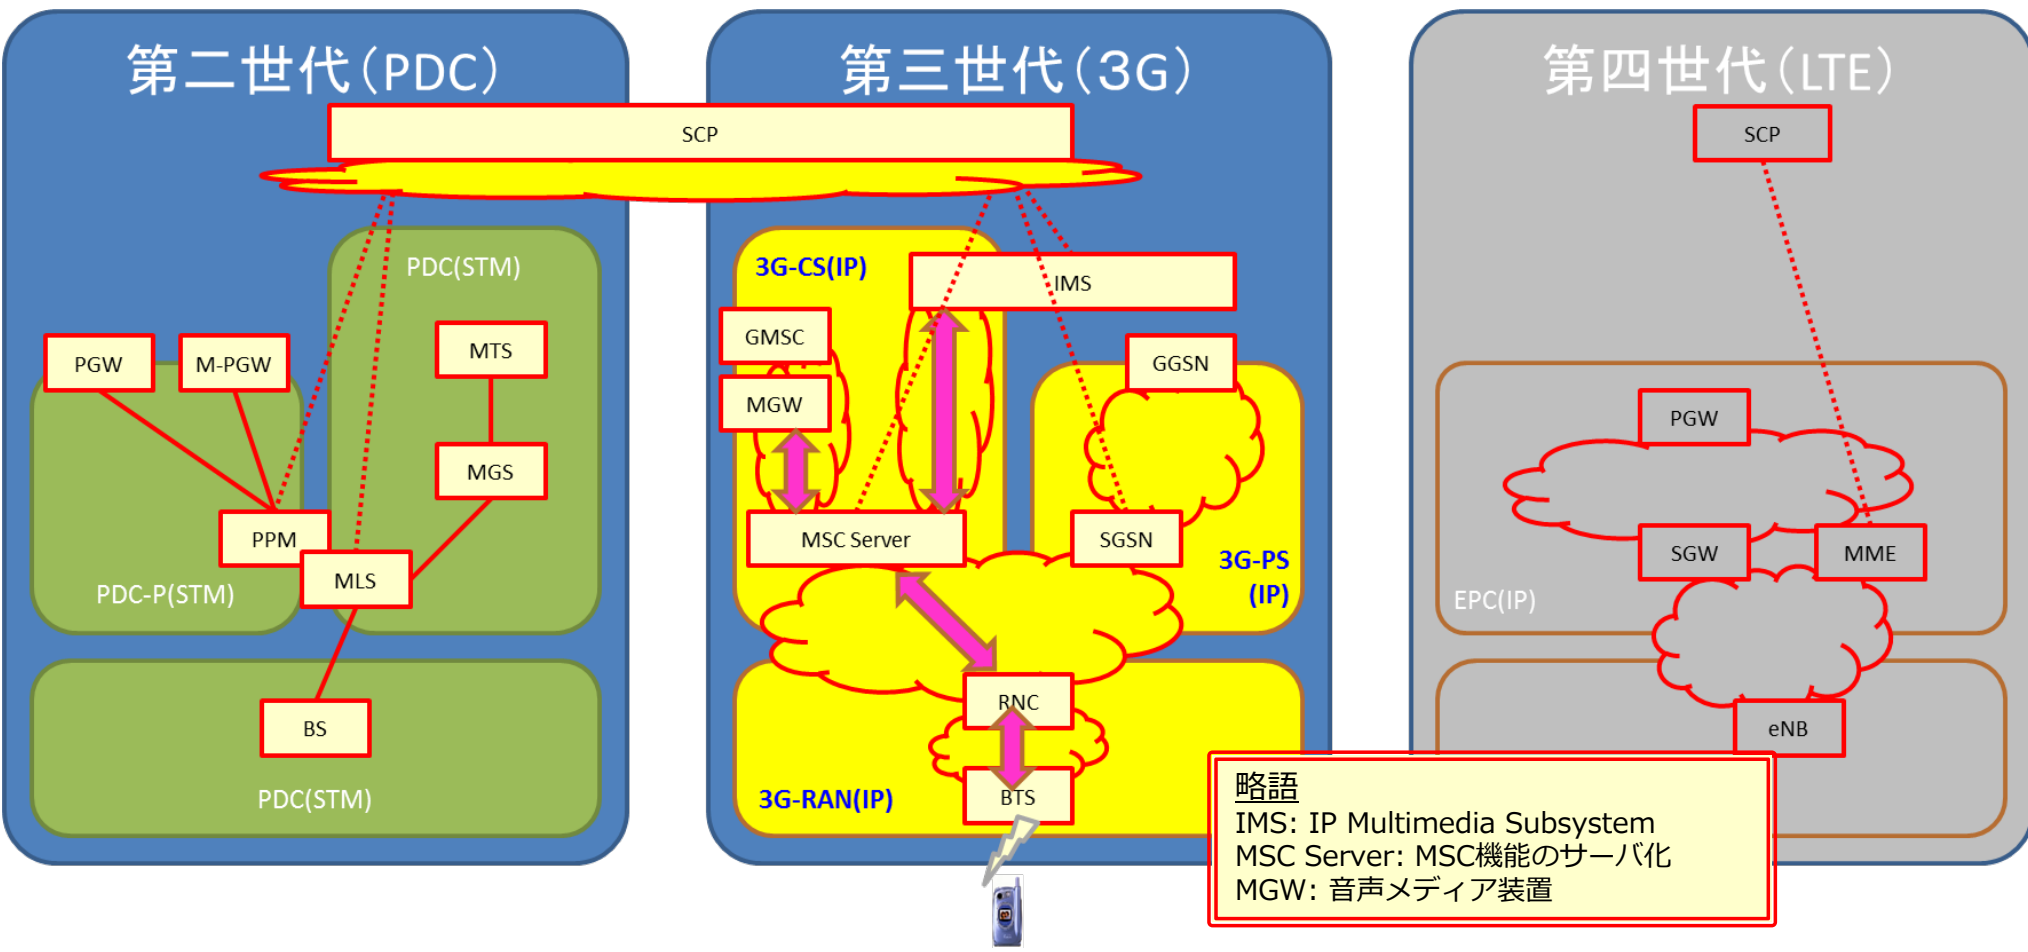 第二世代（PDC）
第三世代（3G）
第四世代（LTE）
SCP
SCP
PDC(STM)
PGW
M-PGW
MTS
MGS
PPM
MLS
PDC-P(STM)
BS
PDC(STM)
3G-CS(IP)
IMS
GMSC
MGW
GGSN
MSC Server
SGSN
3G-PS
(IP)
RNC
BTS
3G-RAN(IP)
PGW
SGW
MME
EPC(IP)
eNB
略語
IMS: IP Multimedia Subsystem
MSC Server: MSC機能のサーバ化
MGW: 音声メディア装置